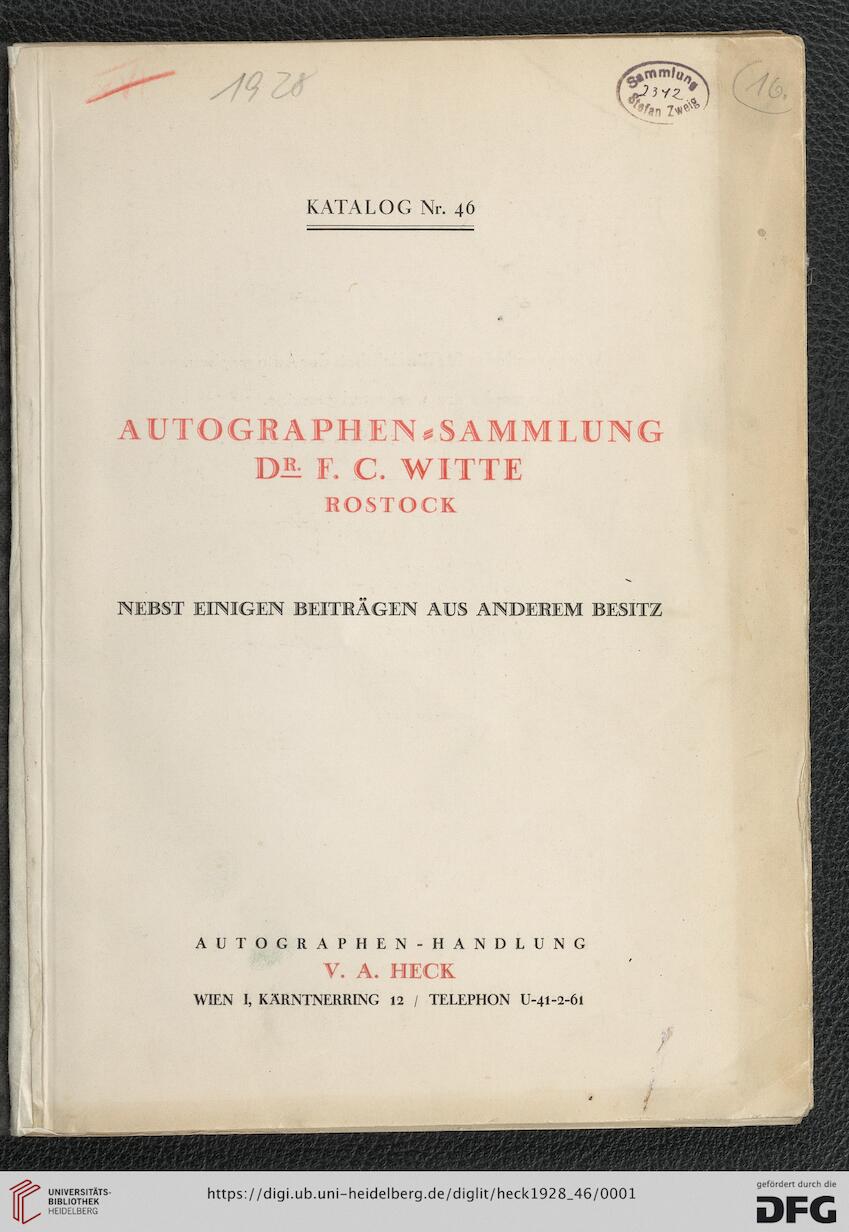 1928
Sammlung
2342
Stefan Zweig
(16.
KATALOG Nr. 46
AUTOGRAPHEN-SAMMLUNG
DR. F. C. WITTE
ROSTOCK
NEBST EINIGEN BEITRÄGEN AUS ANDEREM BESITZ
AUTOGRAPHEN-HANDLUNG
V. A. HECK
WIEN I, KÄRNTNERRING 12 / TELEPHON U-41-2-61
UNIVERSITÄTS-
BIBLIOTHEK
HEIDELBERG
https://digi.ub.uni-heidelberg.de/diglit/heck1928_46/0001
gefördert durch die
DFG